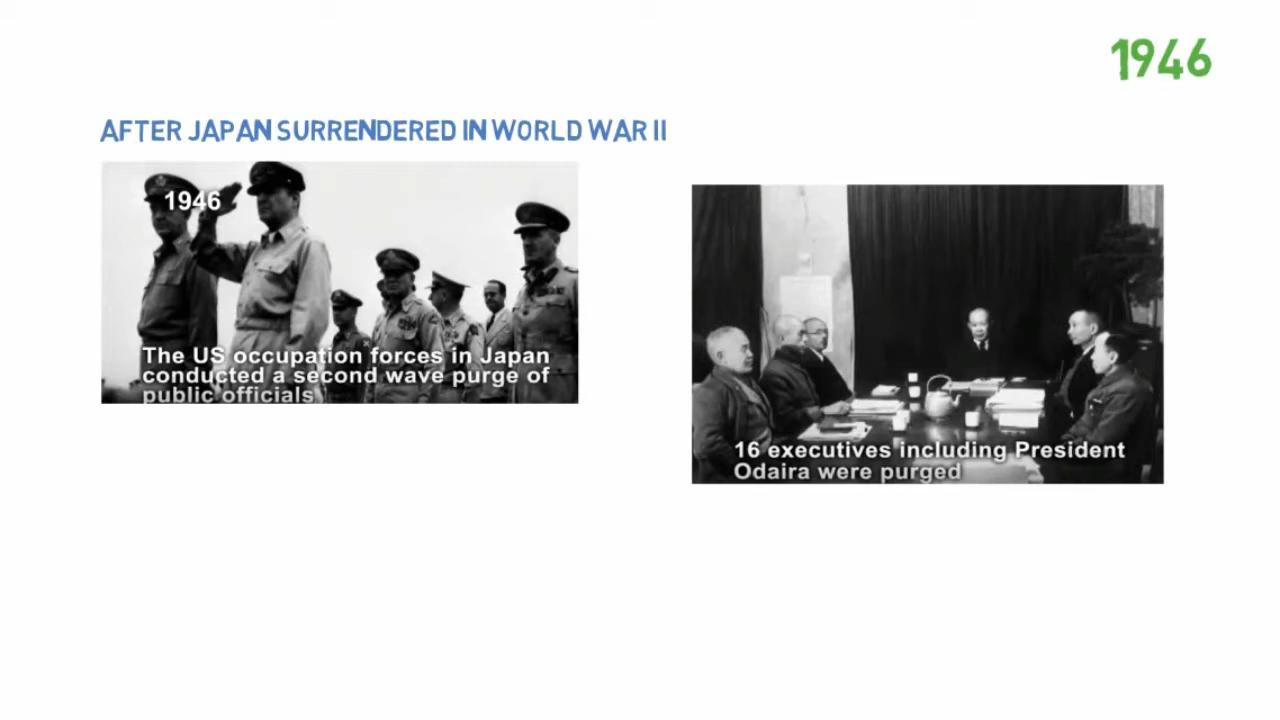 1946
AFTER JAPAN SURRENDERED IN WORLD WAR II
1946
The US occupation forces in Japan
conducted a second wave purge of
public officials
16 executives including President
Odaira were purged